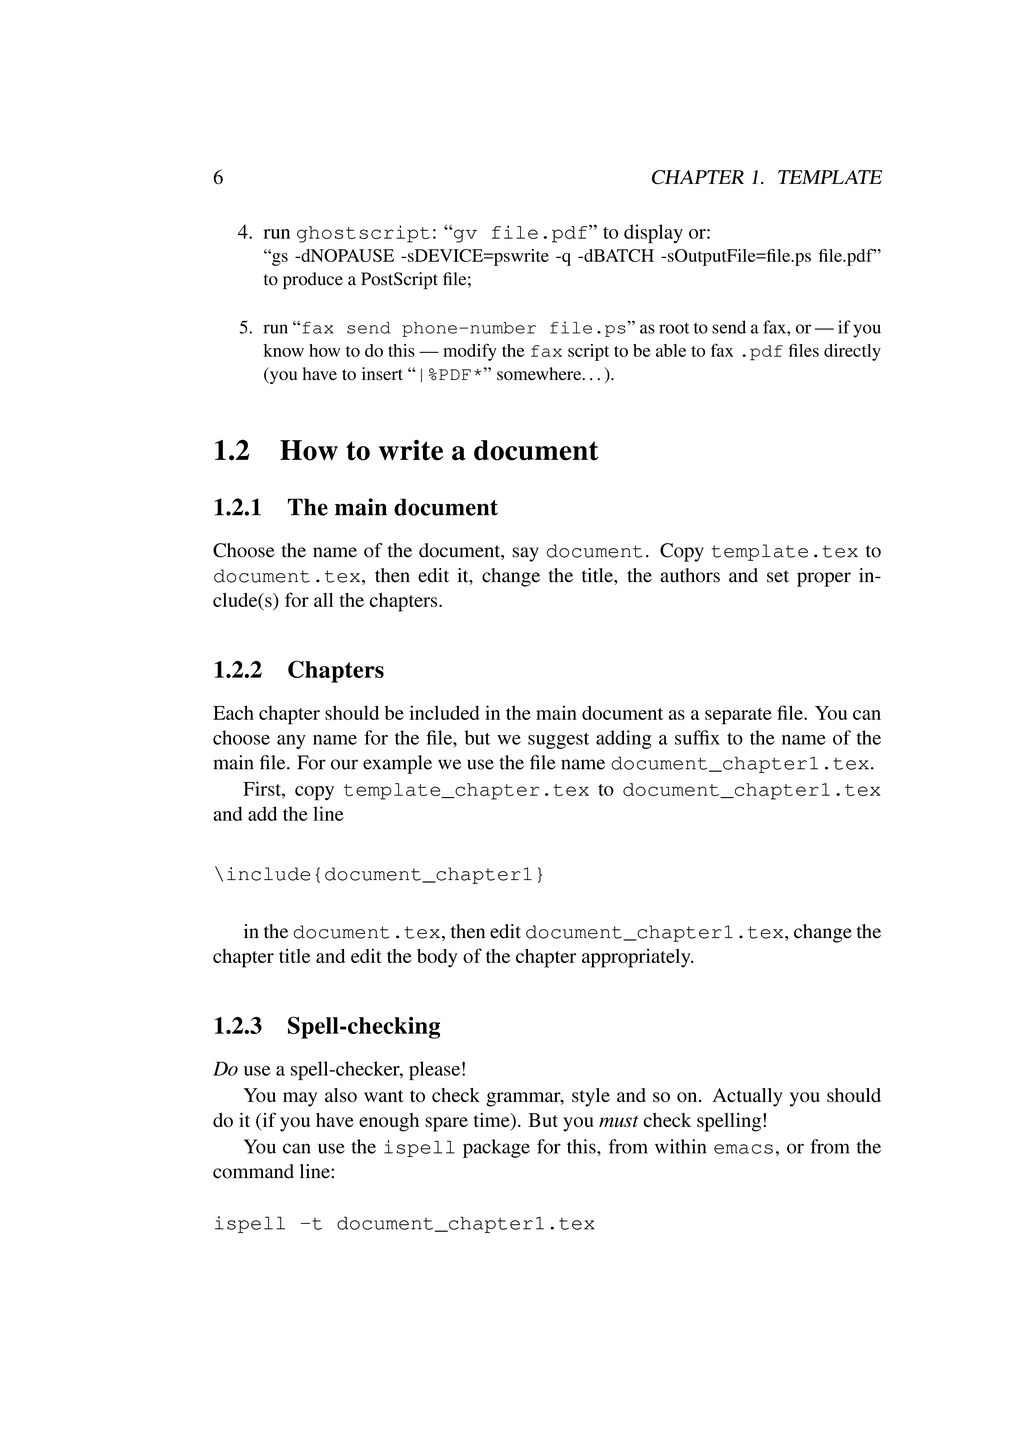 6 CHAPTER 1. TEMPLATE
4. run ghostscript: “gv file.pdf” to display or:
“gs -dNOPAUSE -sDEVICE=pswrite -q -dBATCH -sOutputFile=file.ps file.pdf”
to produce a PostScript file;
5. run “fax send phone-number file.ps” as root to send a fax, or — if you
know how to do this — modify the fax script to be able to fax .pdf files directly
(you have to insert “|%PDF*” somewhere...).
1.2 How to write a document
1.2.1 The main document
Choose the name of the document, say document. Copy template.tex to
document.tex, then edit it, change the title, the authors and set proper in-
clude(s) for all the chapters.
1.2.2 Chapters
Each chapter should be included in the main document as a separate file. You can
choose any name for the file, but we suggest adding a suffix to the name of the
main file. For our example we use the file name document_chapter1.tex.
First, copy template_chapter.tex to document_chapter1.tex
and add the line
\include{document_chapter1}
in the document.tex, then edit document_chapter1.tex, change the
chapter title and edit the body of the chapter appropriately.
1.2.3 Spell-checking
Do use a spell-checker, please!
You may also want to check grammar, style and so on. Actually you should
do it (if you have enough spare time). But you must check spelling!
You can use the ispell package for this, from within emacs, or from the
command line:
ispell -t document_chapter1.tex